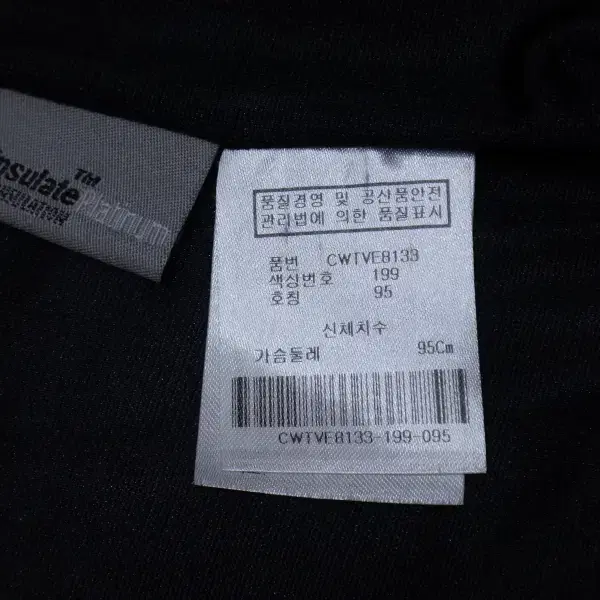 insulate™
Platinum
INSULATION
품질경영 및 공산품안전
관리법에 의한 품질표시
품번 CWTVE8133
색상번호 199
호칭 95
신체치수
가슴둘레 95Cm
CWTVE8133-199-095